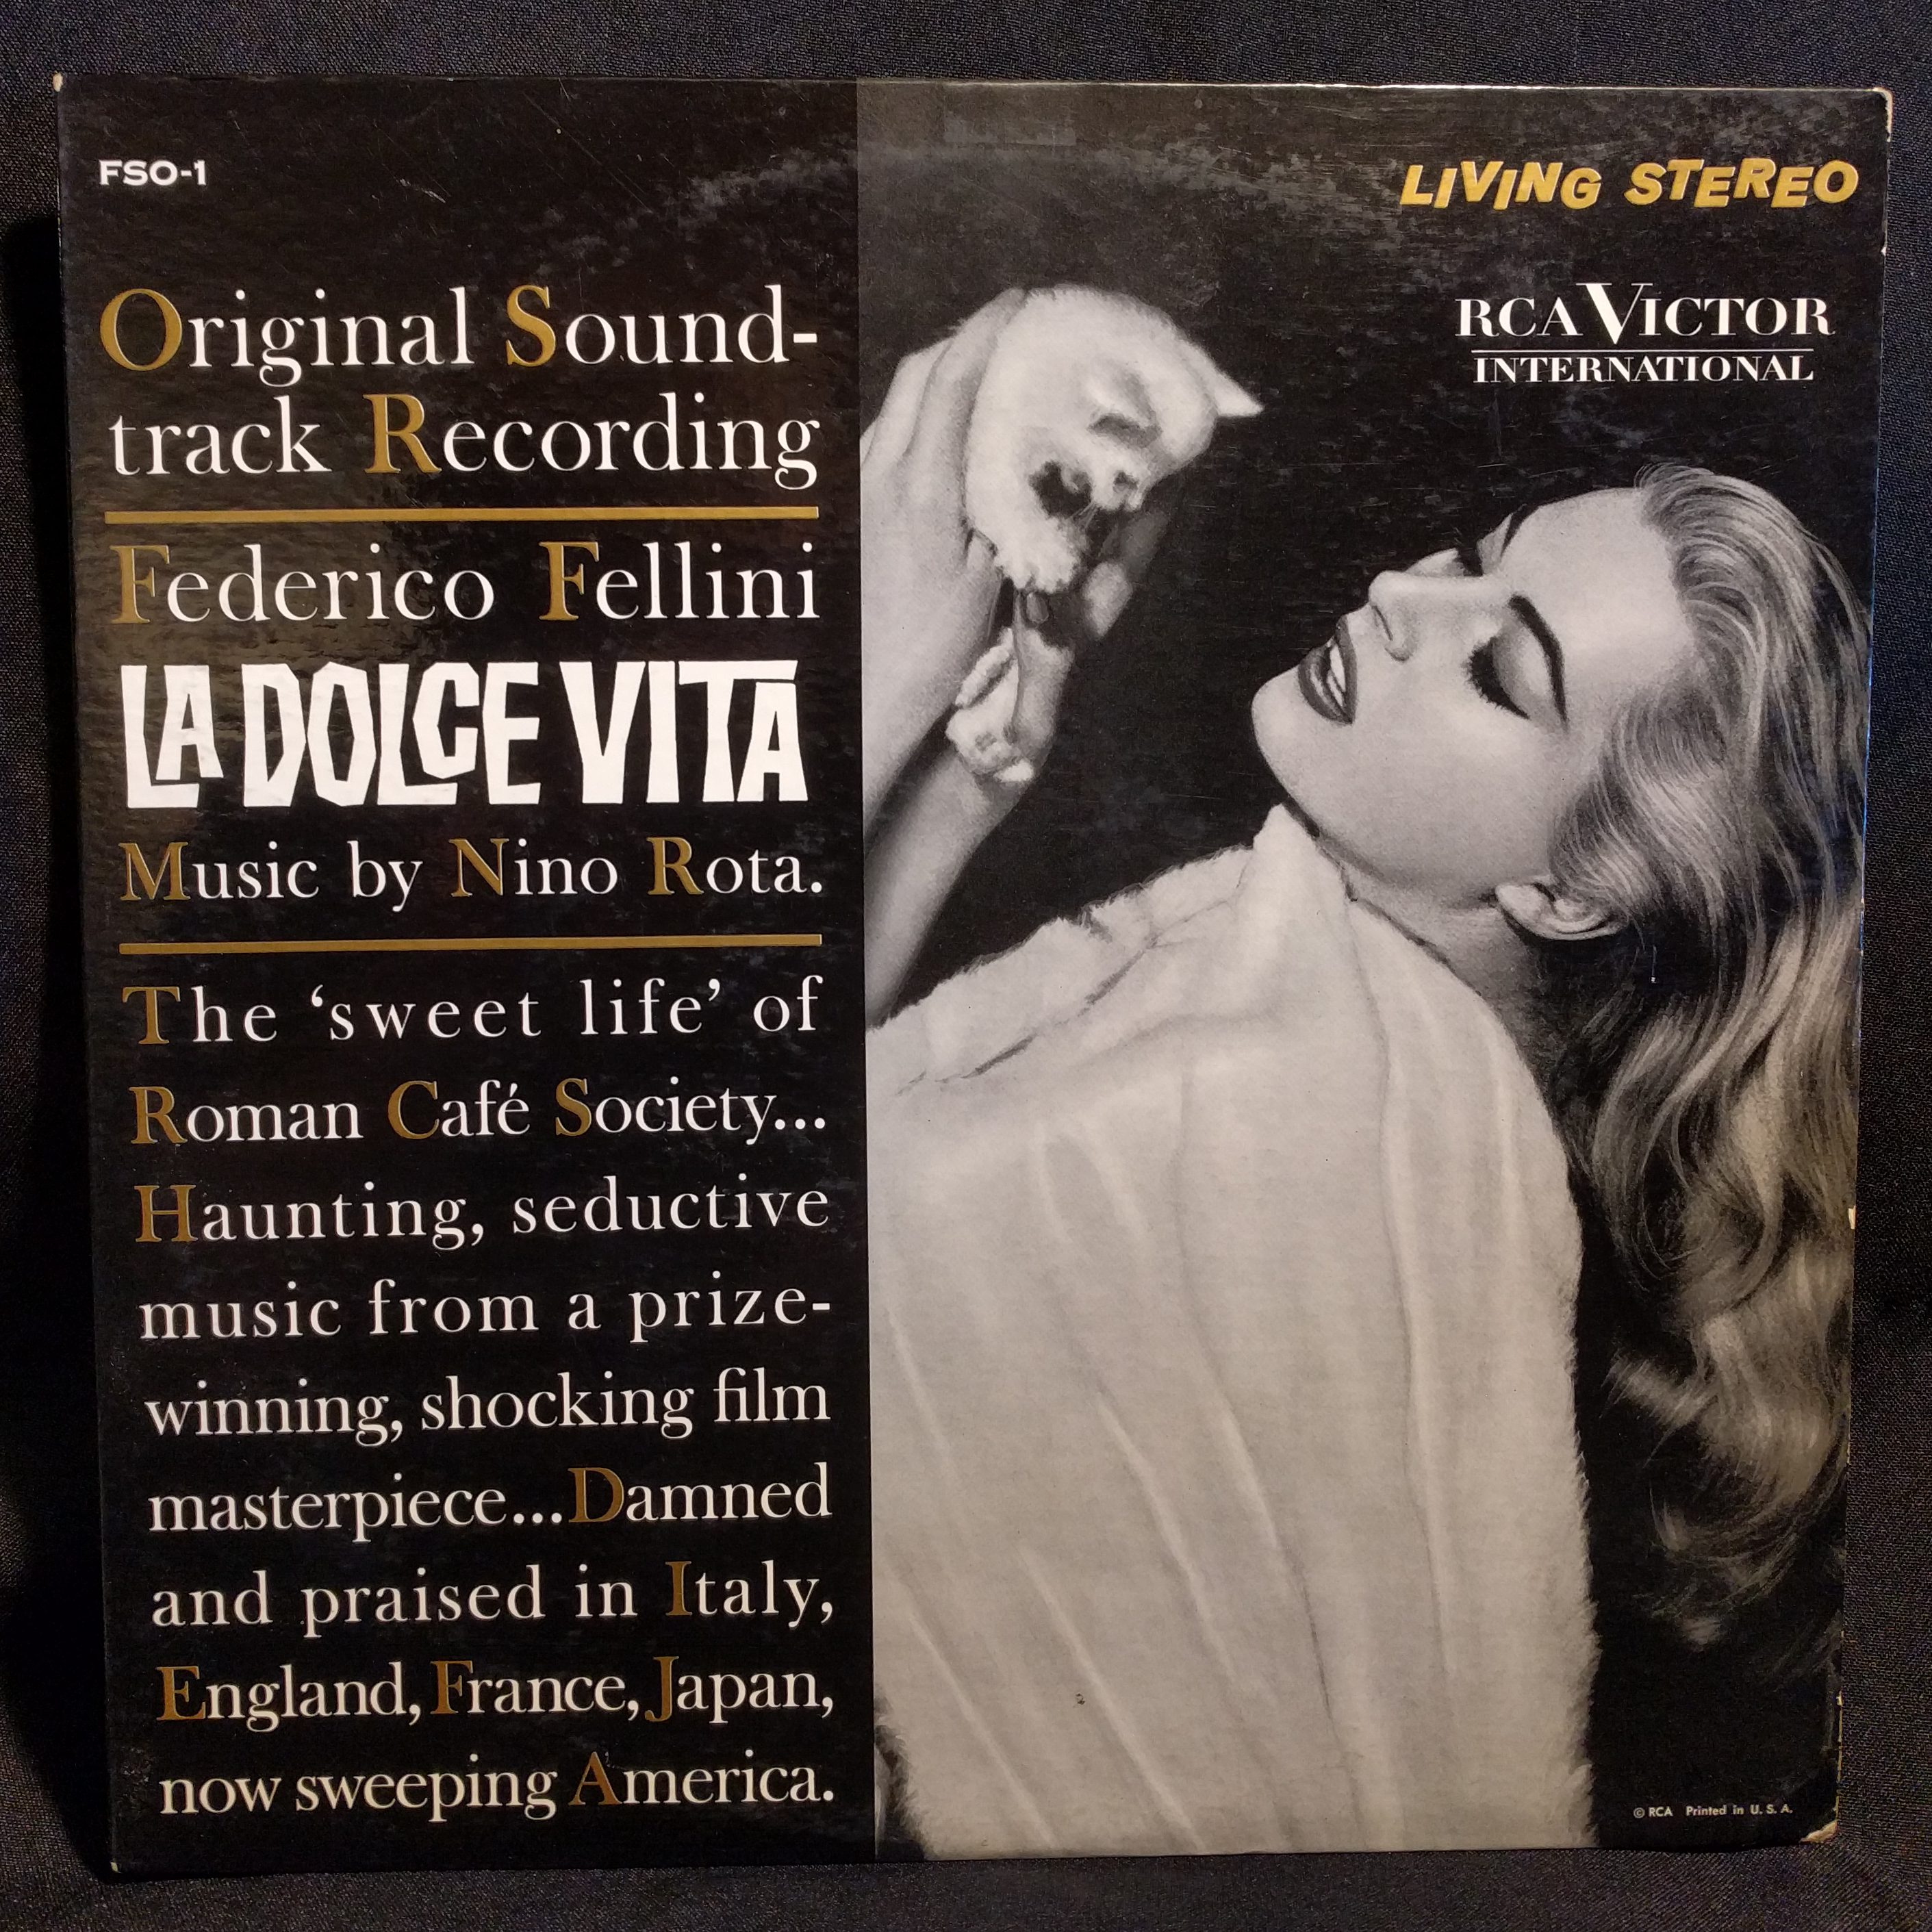 FSO-1
LIVING STEREO
RCA VICTOR
INTERNATIONAL
Original Sound-
track Recording
Federico Fellini
LA DOLCE VITA
Music by Nino Rota.
The ‘sweet life’ of
Roman Café Society...
Haunting, seductive
music from a prize-
winning, shocking film
masterpiece...Damned
and praised in Italy,
England, France, Japan,
now sweeping America.
© RCA Printed in U. S. A.